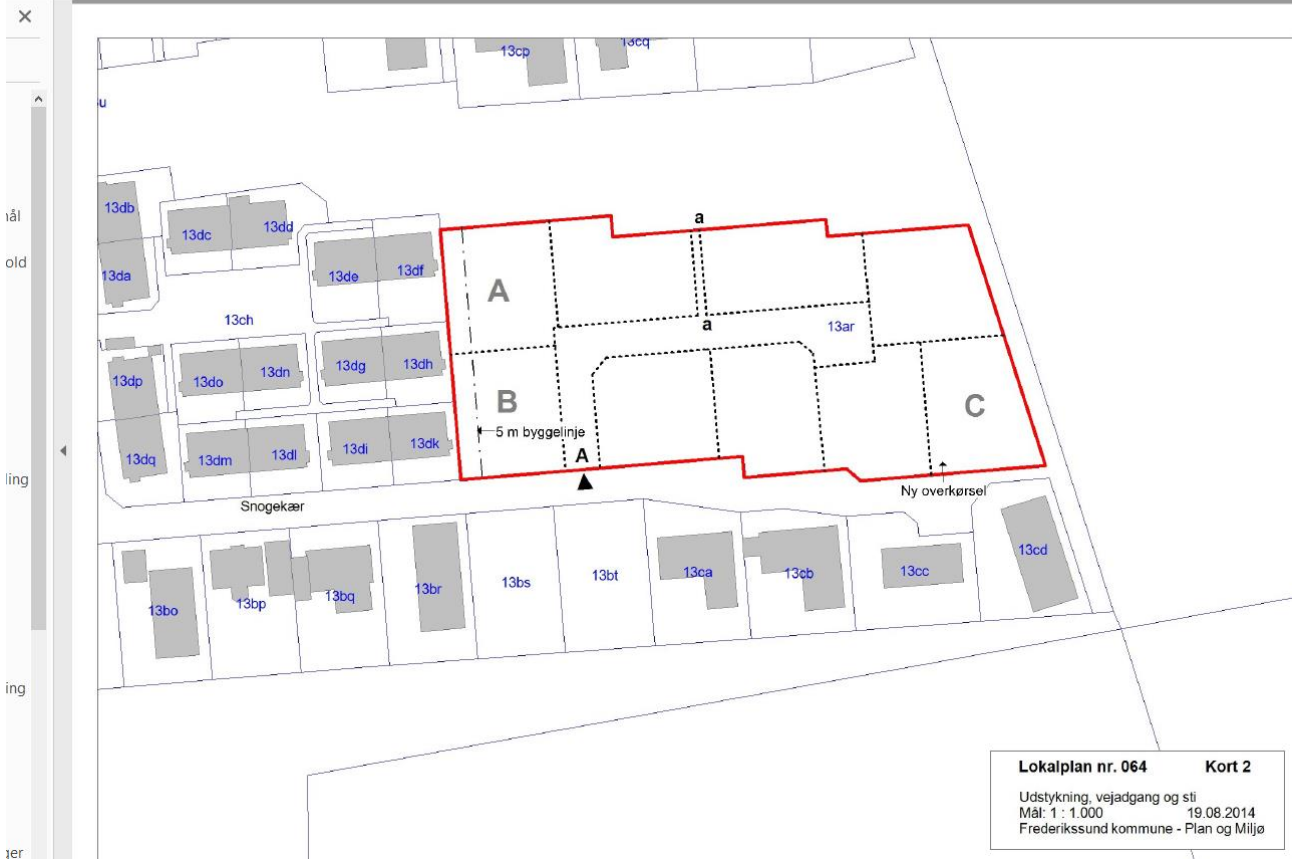 13cp
13cq
13db
13dc
13dd
a
13da
13de
13df
A
13ch
a
13ar
13dp
13do
13dn
13dg
13dh
B
C
5 m byggelinje
A
13dq
13dm
13dl
13di
13dk
Ny overkørsel
Snogekær
13bo
13bp
13bq
13br
13bs
13bt
13ca
13cb
13cc
13cd
Lokalplan nr. 064 Kort 2
Udstykning, vejadgang og sti
Mål: 1 : 1.000 19.08.2014
Frederikssund kommune - Plan og Miljø